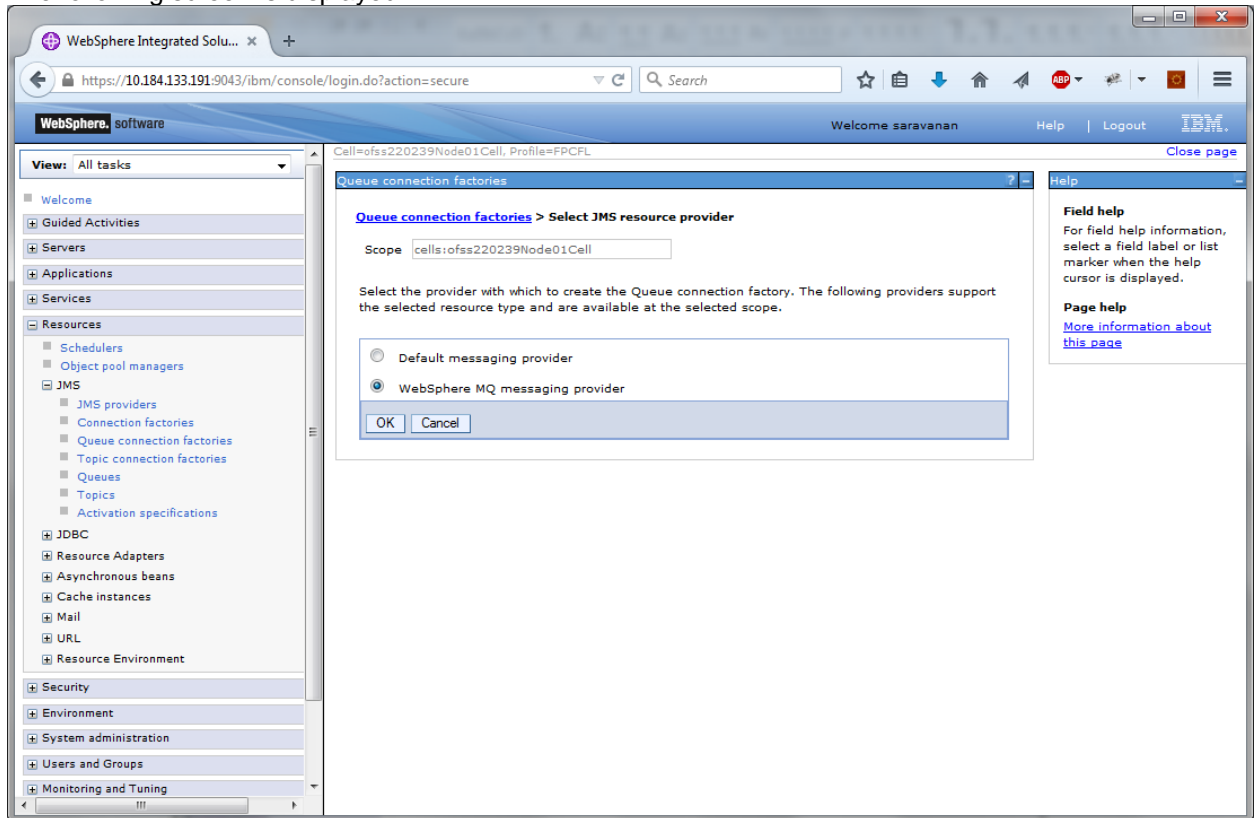 WebSphere Integrated Solu... × +
https://10.184.133.191:9043/ibm/console/login.do?action=secure
Search
ABP
WebSphere. software
Welcome saravanan
Help | Logout
IBM.
View: All tasks
Welcome
Guided Activities
Servers
Applications
Services
Resources
Schedulers
Object pool managers
JMS
JMS providers
Connection factories
Queue connection factories
Topic connection factories
Queues
Topics
Activation specifications
JDBC
Resource Adapters
Asynchronous beans
Cache instances
Mail
URL
Resource Environment
Security
Environment
System administration
Users and Groups
Monitoring and Tuning
Cell=ofss220239Node01Cell, Profile=FPCFL
Close page
Queue connection factories
? -
Queue connection factories > Select JMS resource provider
Scope cells:ofss220239Node01Cell
Select the provider with which to create the Queue connection factory. The following providers support
the selected resource type and are available at the selected scope.
Default messaging provider
WebSphere MQ messaging provider
OK Cancel
Help -
Field help
For field help information,
select a field label or list
marker when the help
cursor is displayed.
Page help
More information about
this page